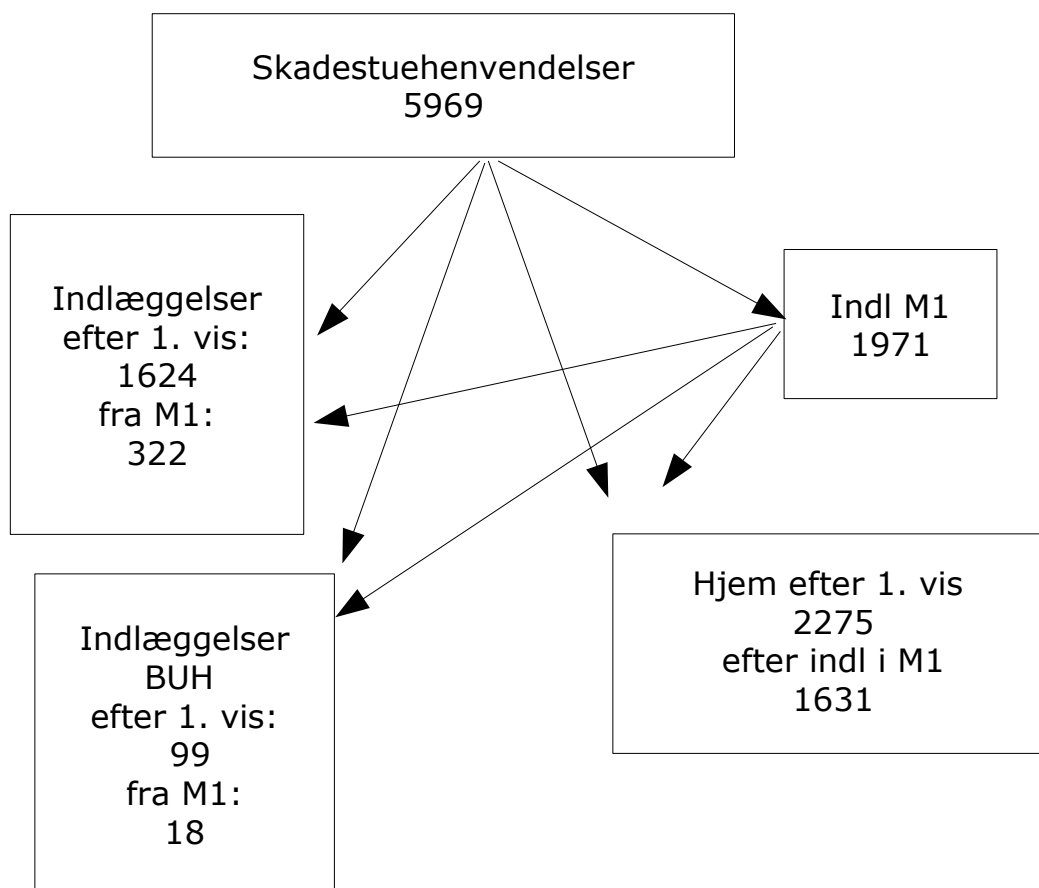 Skadestuehenvendelser
5969
Indlæggelser
efter 1. vis:
1624
fra M1:
322
Indl M1
1971
Indlæggelser
BUH
efter 1. vis:
99
fra M1:
18
Hjem efter 1. vis
2275
efter indl i M1
1631